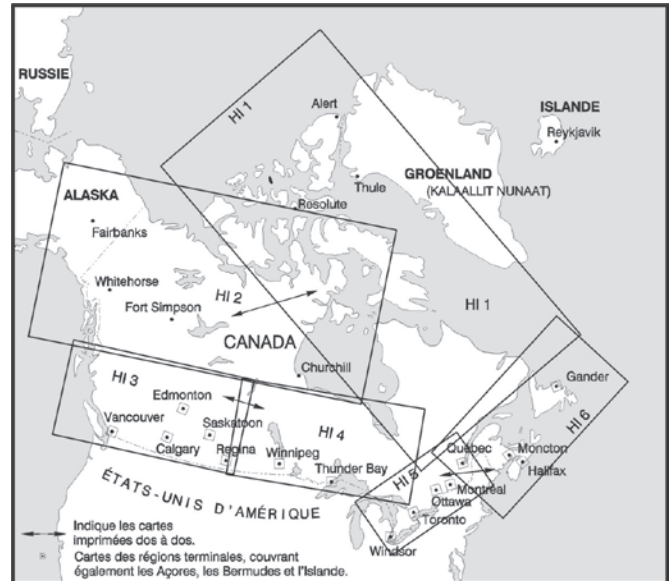 RUSSIE
HI 1
Alert
ISLANDE
Reykjavik
Thule
GROENLAND
(KALAALLIT NUNAAT)
ALASKA
Resolute
Fairbanks
Whitehorse
HI 2
Fort Simpson
HI 1
CANADA
Churchill
HI 3
Gander
Edmonton
HI 6
Vancouver
Saskatoon
HI 4
Calgary
Regina
Winnipeg
Québec
Moncton
Halifax
Thunder Bay
HI 5
Montréal
Ottawa
ÉTATS-UNIS D'AMÉRIQUE
Toronto
Windsor
Indique les cartes
imprimées dos à dos.
Cartes des régions terminales, couvrant
également les Açores, les Bermudes et l'Islande.